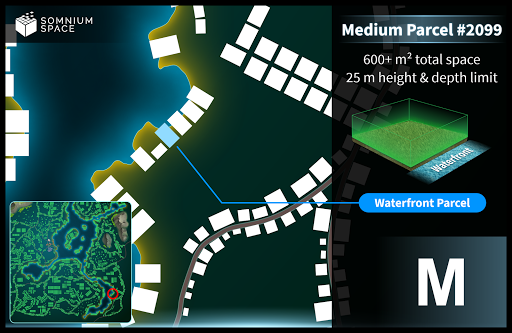 SOMNIUM
SPACE
Medium Parcel #2099
600+ m² total space
25 m height & depth limit
Waterfront
Waterfront Parcel
M